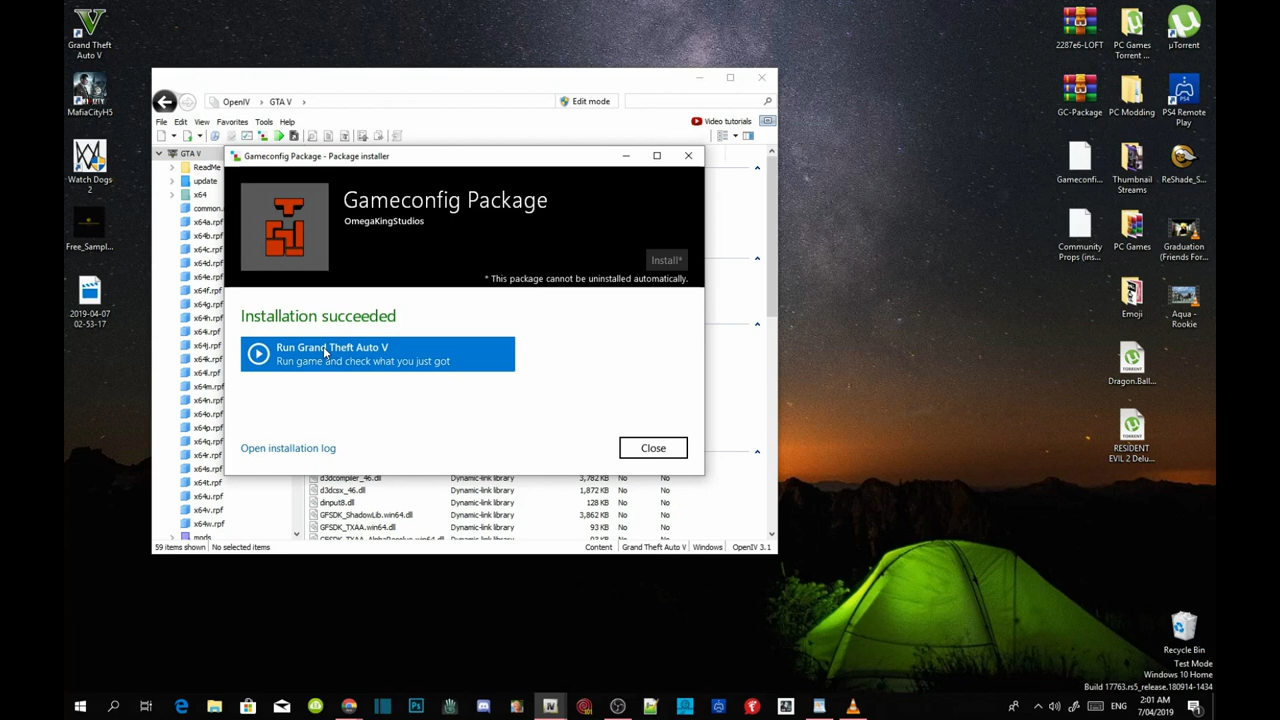 Grand Theft
Auto V
MafiaCityH5
Watch Dogs
2
Free_Sampl...
2019-04-07
02-53-17
2287e6-LOFT
PC Games
Torrent ...
µTorrent
GC-Package
PC Modding
PS4 Remote
Play
Gameconfi...
Thumbnail
Streams
ReShade_S...
Community
Props (ins...
PC Games
Graduation
(Friends For...
Emoji
Aqua -
Rookie
Dragon.Ball...
RESIDENT
EVIL 2 Delu...
Recycle Bin
OpenIV › GTA V ›
Edit mode
File Edit View Favorites Tools Help
Video tutorials
GTA V
ReadMe
update
x64
common.
x64a.rpf
x64b.rpf
x64c.rpf
x64d.rpf
x64e.rpf
x64f.rpf
x64g.rpf
x64h.rpf
x64i.rpf
x64j.rpf
x64k.rpf
x64l.rpf
x64m.rpf
x64n.rpf
x64o.rpf
x64p.rpf
x64q.rpf
x64r.rpf
x64s.rpf
x64t.rpf
x64u.rpf
x64v.rpf
x64w.rpf
mods
Gameconfig Package - Package installer
Gameconfig Package
OmegaKingStudios
Install*
* This package cannot be uninstalled automatically.
Installation succeeded
Run Grand Theft Auto V
Run game and check what you just got
Open installation log
Close
d3dcompiler_46.dll Dynamic-link library 3,782 KB No No
d3dcsx_46.dll Dynamic-link library 1,872 KB No No
dinput8.dll Dynamic-link library 128 KB No No
GFSDK_ShadowLib.win64.dll Dynamic-link library 3,862 KB No No
GFSDK_TXAA.win64.dll Dynamic-link library 93 KB No No
59 items shown No selected items Content Grand Theft Auto V Windows OpenIV 3.1
Test Mode
Windows 10 Home
Build 17763.rs5_release.180914-1434
ENG
2:01 AM
7/04/2019